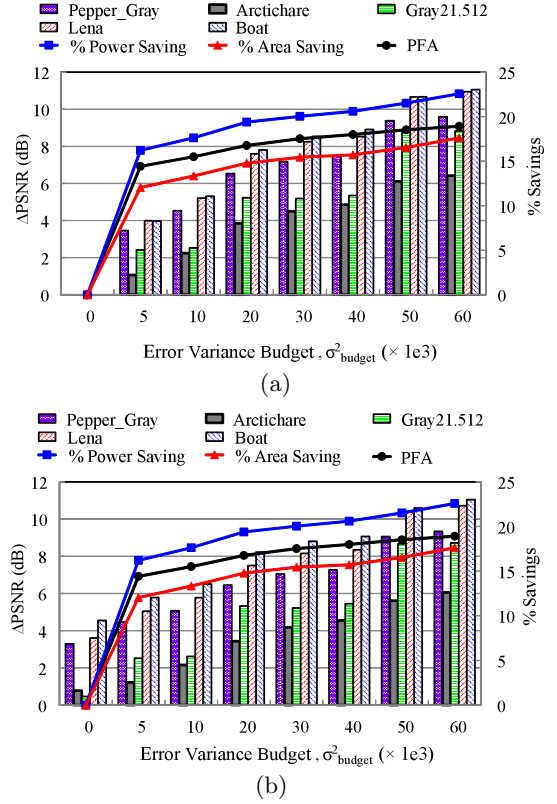 Pepper_Gray Arctichare Gray21.512
Lena Boat
% Power Saving % Area Saving PFA
12 25
10 20
8 15
6
4 10
2 5
0 0
ΔPSNR (dB)
% Savings
0 5 10 20 30 40 50 60
Error Variance Budget , σ²budget (× 1e3)
(a)
Pepper_Gray Arctichare Gray21.512
Lena Boat
% Power Saving % Area Saving PFA
12 25
10 20
8 15
6
4 10
2 5
0 0
ΔPSNR (dB)
% Savings
0 5 10 20 30 40 50 60
Error Variance Budget , σ²budget (× 1e3)
(b)